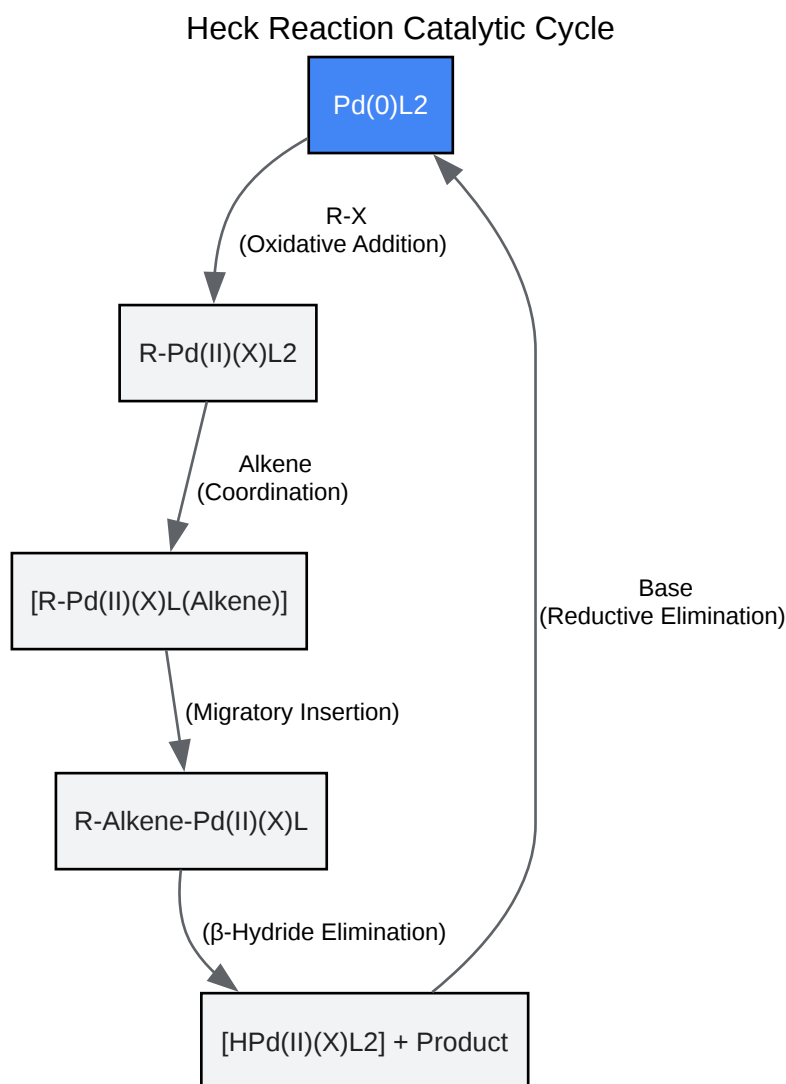 Heck Reaction Catalytic Cycle
Pd(0)L2
R-X
(Oxidative Addition)
R-Pd(II)(X)L2
Alkene
(Coordination)
[R-Pd(II)(X)L(Alkene)]
Base
(Reductive Elimination)
(Migratory Insertion)
R-Alkene-Pd(II)(X)L
(β-Hydride Elimination)
[HPd(II)(X)L2] + Product